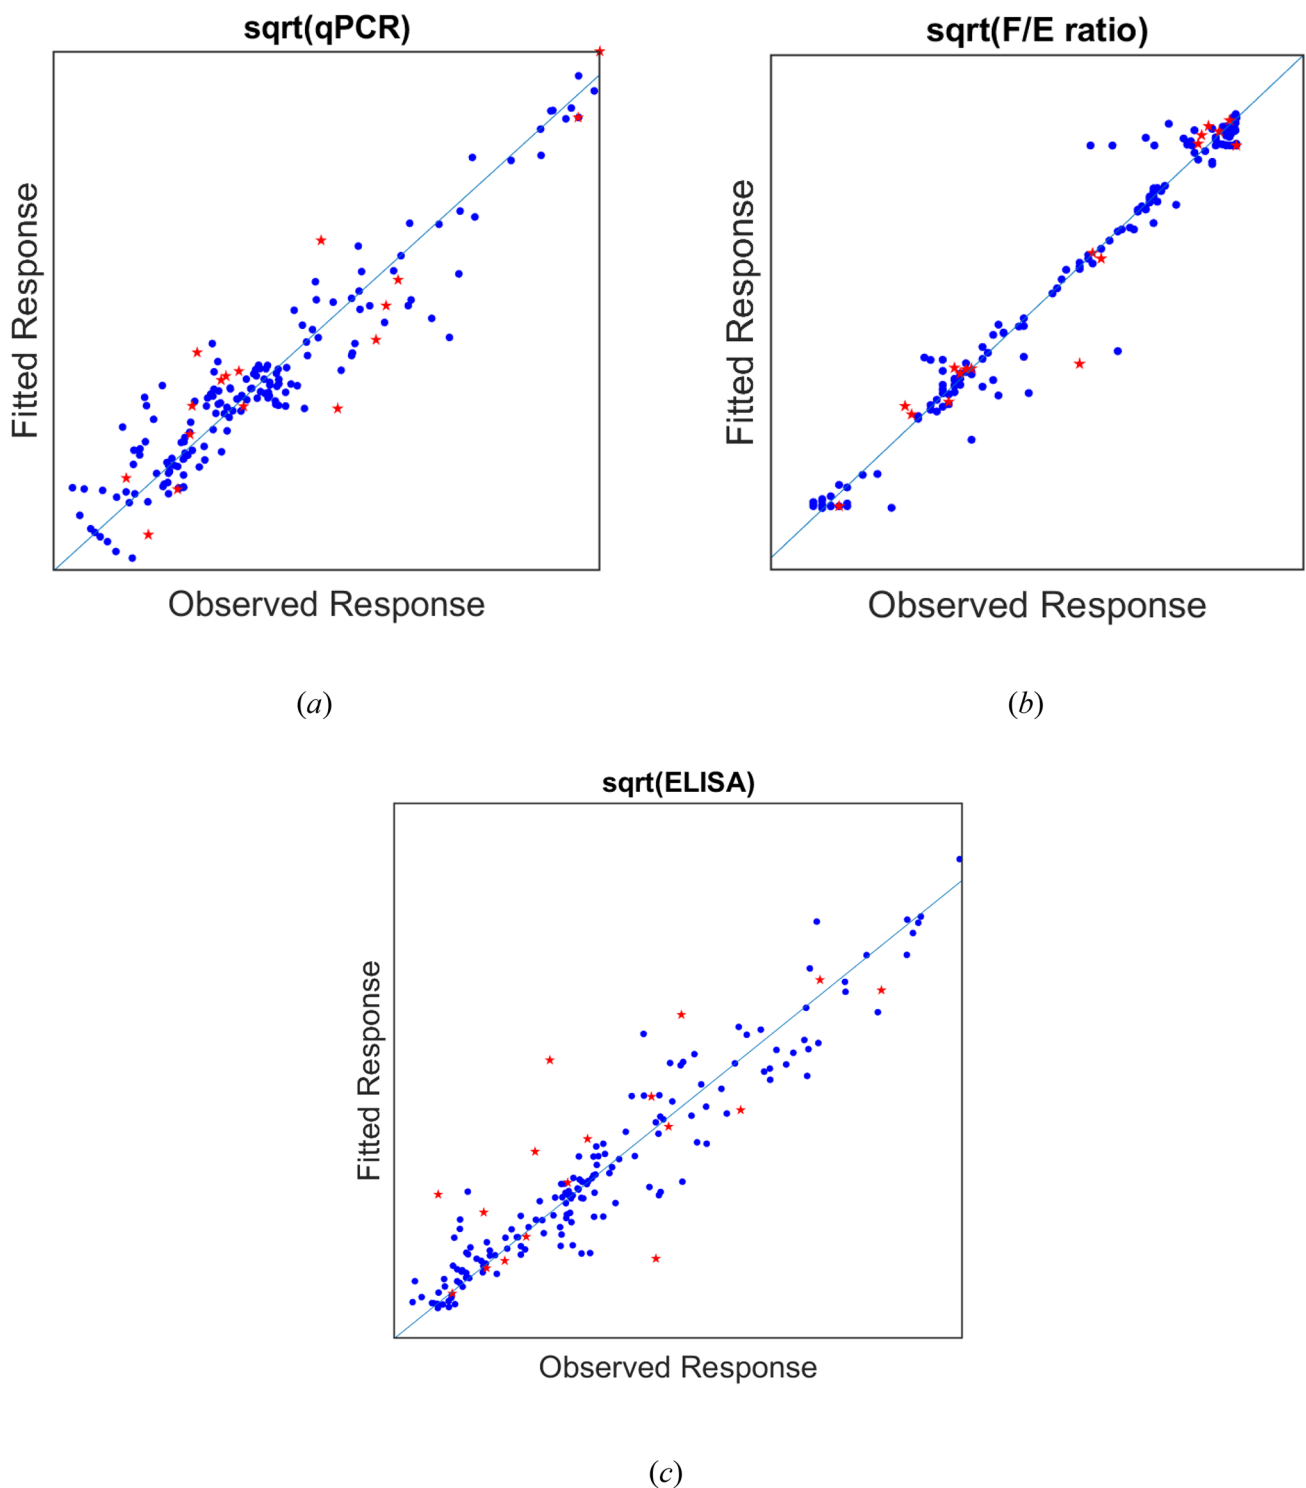 sqrt(qPCR)
Fitted Response
Observed Response
(a)
sqrt(F/E ratio)
Fitted Response
Observed Response
(b)
sqrt(ELISA)
Fitted Response
Observed Response
(c)